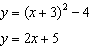 y = (x + 3)² − 4
y = 2x + 5